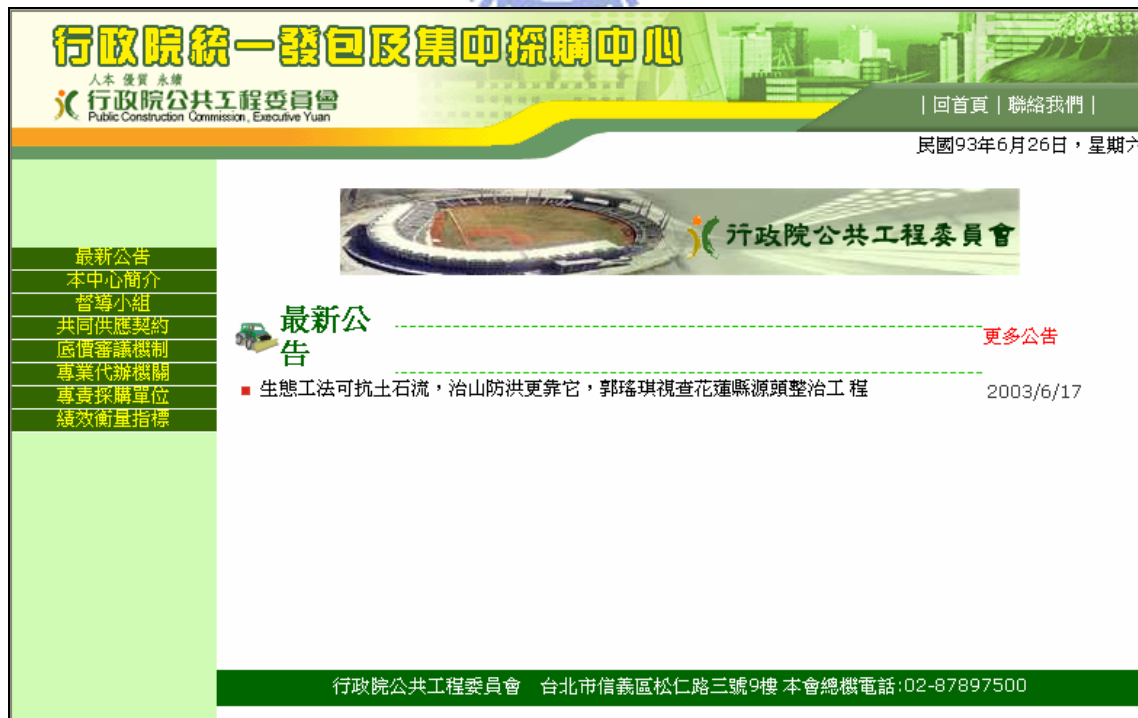 行政院統一發包及集中採購中心
人本 優質 永續
行政院公共工程委員會
Public Construction Commission, Executive Yuan
|回首頁|聯絡我們|
民國93年6月26日，星期六
行政院公共工程委員會
最新公告
本中心簡介
督導小組
共同供應契約
底價審議機制
專業代辦機關
專責採購單位
績效衡量指標
最新公
告
更多公告
生態工法可抗土石流，治山防洪更靠它，郭瑤琪視查花蓮縣源頭整治工 程 2003/6/17
行政院公共工程委員會 台北市信義區松仁路三號9樓 本會總機電話:02-87897500